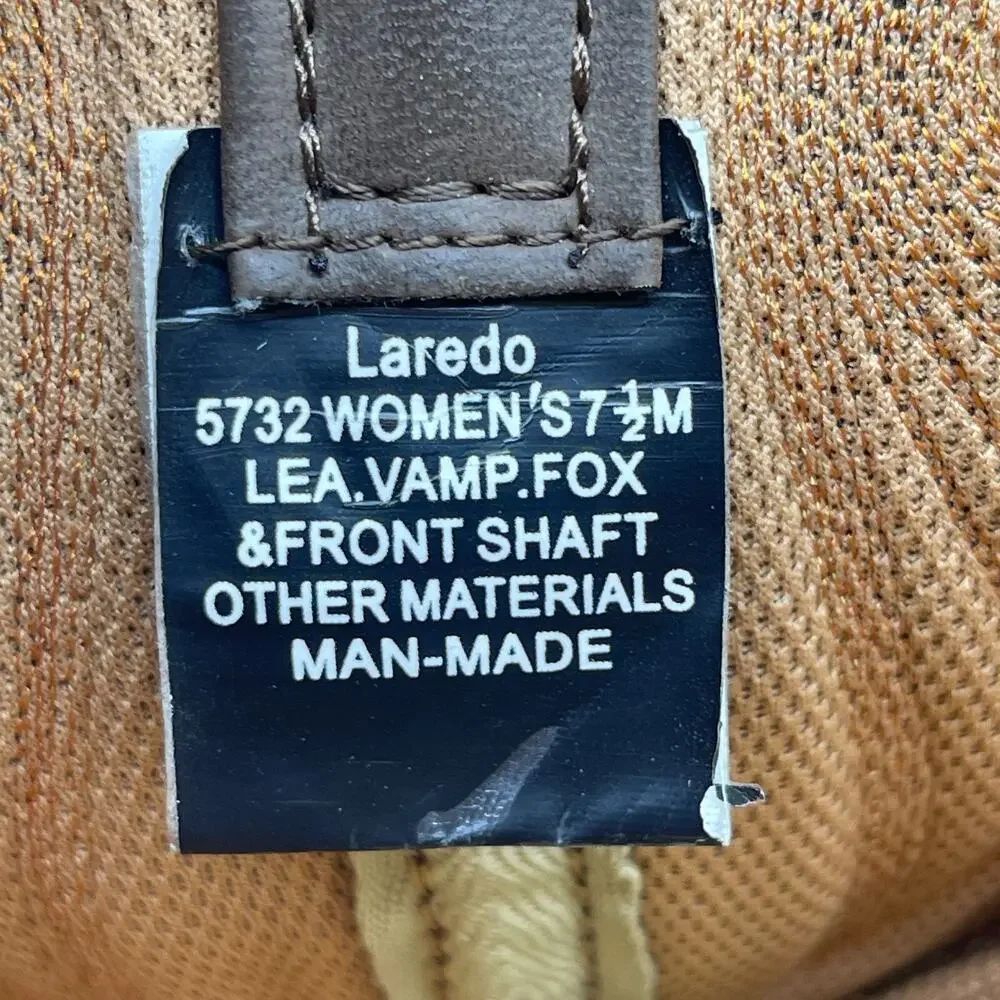 Laredo
5732 WOMEN'S 7 ½ M
LEA.VAMP.FOX
&FRONT SHAFT
OTHER MATERIALS
MAN-MADE